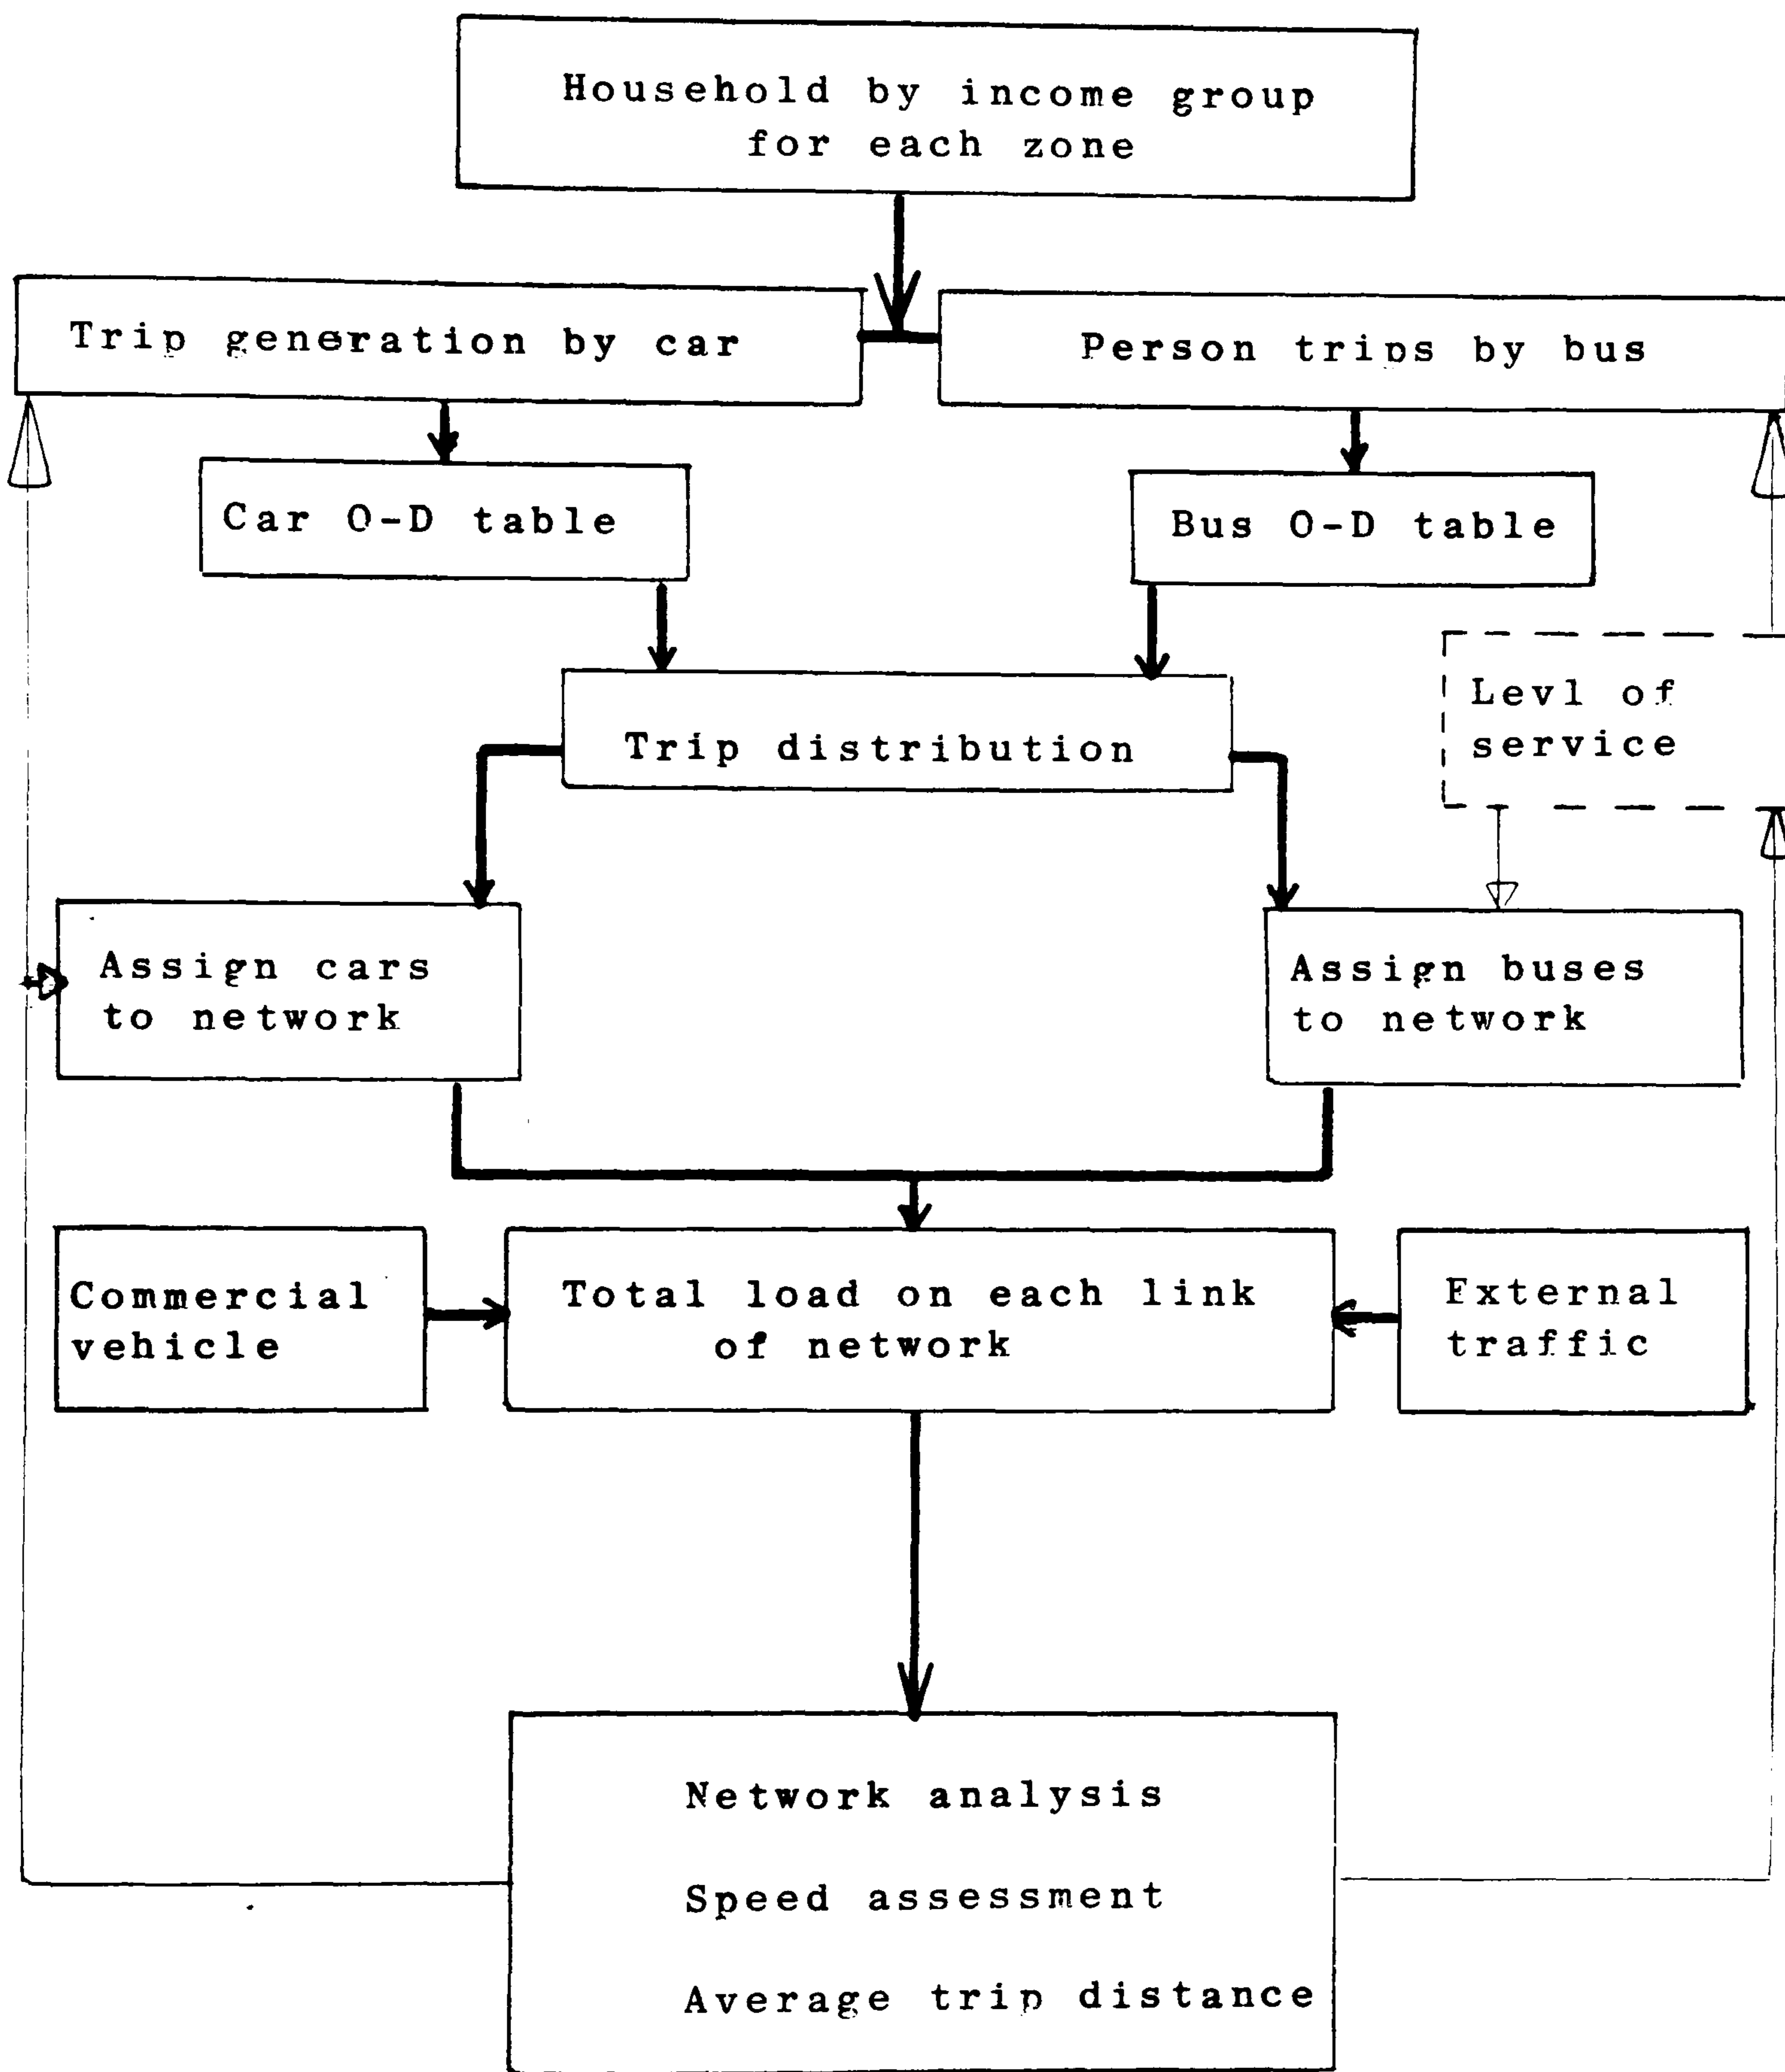 Household by income group
for each zone
Trip generation by car
Person trips by bus
Car O-D table
Bus O-D table
Levl of
service
Trip distribution
Assign cars
to network
Assign buses
to network
Commercial
vehicle
Total load on each link
of network
External
traffic
Network analysis
Speed assessment
Average trip distance